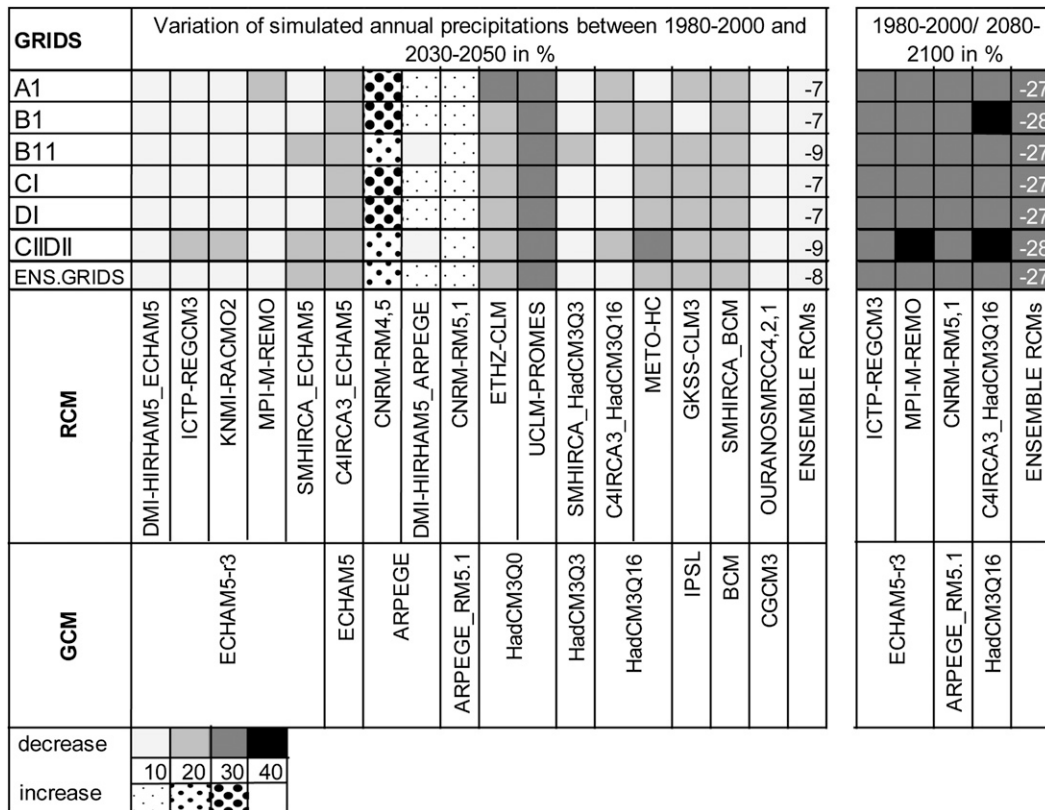 GRIDS
Variation of simulated annual precipitations between 1980-2000 and
2030-2050 in %
1980-2000/ 2080-
2100 in %
A1 -7 -27
B1 -7 -28
B11 -9 -27
CI -7 -27
DI -7 -27
CIIDII -9 -28
ENS.GRIDS -8 -27
RCM
DMI-HIRHAM5_ECHAM5
ICTP-REGCM3
KNMI-RACMO2
MPI-M-REMO
SMHIRCA_ECHAM5
C4IRCA3_ECHAM5
CNRM-RM4,5
DMI-HIRHAM5_ARPEGE
CNRM-RM5,1
ETHZ-CLM
UCLM-PROMES
SMHIRCA_HadCM3Q3
C4IRCA3_HadCM3Q16
METO-HC
GKSS-CLM3
SMHIRCA_BCM
OURANOSMRCC4,2,1
ENSEMBLE RCMs
ICTP-REGCM3
MPI-M-REMO
CNRM-RM5,1
C4IRCA3_HadCM3Q16
ENSEMBLE RCMs
GCM
ECHAM5-r3
ECHAM5
ARPEGE
ARPEGE_RM5.1
HadCM3Q0
HadCM3Q3
HadCM3Q16
IPSL
BCM
CGCM3
ECHAM5-r3
ARPEGE_RM5.1
HadCM3Q16
decrease
10 20 30 40
increase